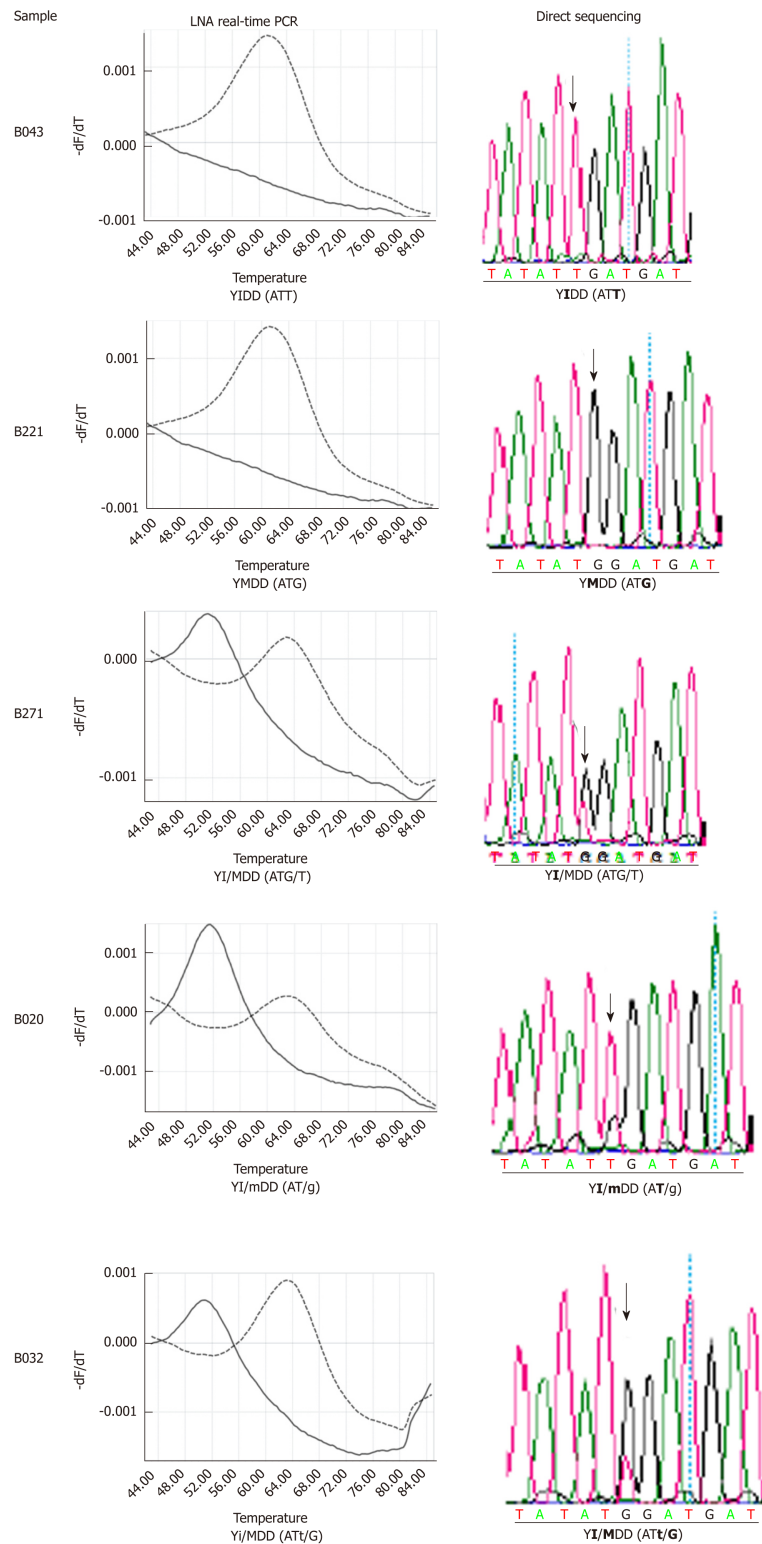 Sample
LNA real-time PCR
Direct sequencing
B043
-dF/dT
0.001
0.000
-0.001
44.00 48.00 52.00 56.00 60.00 64.00 68.00 72.00 76.00 80.00 84.00
Temperature
YIDD (ATT)
T A T A T T G A T G A T
YIDD (ATT)
B221
-dF/dT
0.001
0.000
-0.001
44.00 48.00 52.00 56.00 60.00 64.00 68.00 72.00 76.00 80.00 84.00
Temperature
YMDD (ATG)
T A T A T G G A T G A T
YMDD (ATG)
B271
-dF/dT
0.000
-0.001
44.00 48.00 52.00 56.00 60.00 64.00 68.00 72.00 76.00 80.00 84.00
Temperature
YI/MDD (ATG/T)
T A T A T G G A T G A T
YI/MDD (ATG/T)
B020
-dF/dT
0.001
0.000
-0.001
44.00 48.00 52.00 56.00 60.00 64.00 68.00 72.00 76.00 80.00 84.00
Temperature
YI/mDD (AT/g)
T A T A T T G A T G A T
YI/mDD (AT/g)
B032
-dF/dT
0.001
0.000
-0.001
44.00 48.00 52.00 56.00 60.00 64.00 68.00 72.00 76.00 80.00 84.00
Temperature
Yi/MDD (ATt/G)
T A T A T G G A T G A T
YI/MDD (ATt/G)